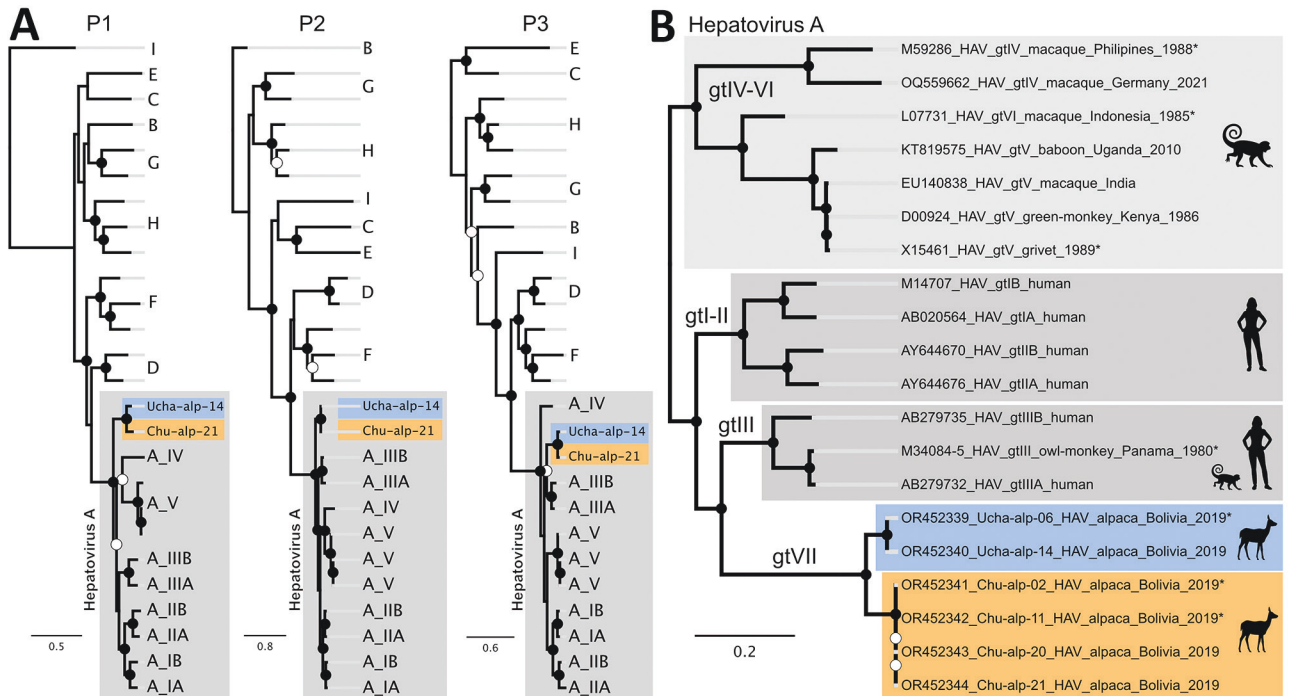 A
P1
I
E
C
B
G
H
F
D
Ucha-alp-14
Chu-alp-21
A_IV
A_V
A_IIIB
A_IIIA
A_IIB
A_IIA
A_IB
A_IA
Hepatovirus A
0.5
P2
B
G
H
I
C
E
D
F
Ucha-alp-14
Chu-alp-21
A_IIIB
A_IIIA
A_IV
A_V
A_V
A_V
A_IIB
A_IIA
A_IB
A_IA
Hepatovirus A
0.8
P3
E
C
H
G
B
I
D
F
A_IV
Ucha-alp-14
Chu-alp-21
A_IIIB
A_IIIA
A_V
A_V
A_V
A_IB
A_IA
A_IIB
A_IIA
Hepatovirus A
0.6
B
Hepatovirus A
gtIV-VI
M59286_HAV_gtIV_macaque_Philipines_1988*
OQ559662_HAV_gtIV_macaque_Germany_2021
L07731_HAV_gtVI_macaque_Indonesia_1985*
KT819575_HAV_gtV_baboon_Uganda_2010
EU140838_HAV_gtV_macaque_India
D00924_HAV_gtV_green-monkey_Kenya_1986
X15461_HAV_gtV_grivet_1989*
gtI-II
M14707_HAV_gtIB_human
AB020564_HAV_gtIA_human
AY644670_HAV_gtIIB_human
AY644676_HAV_gtIIA_human
gtIII
AB279735_HAV_gtIIIB_human
M34084-5_HAV_gtIII_owl-monkey_Panama_1980*
AB279732_HAV_gtIIIA_human
gtVII
OR452339_Ucha-alp-06_HAV_alpaca_Bolivia_2019*
OR452340_Ucha-alp-14_HAV_alpaca_Bolivia_2019
OR452341_Chu-alp-02_HAV_alpaca_Bolivia_2019*
OR452342_Chu-alp-11_HAV_alpaca_Bolivia_2019*
OR452343_Chu-alp-20_HAV_alpaca_Bolivia_2019
OR452344_Chu-alp-21_HAV_alpaca_Bolivia_2019
0.2